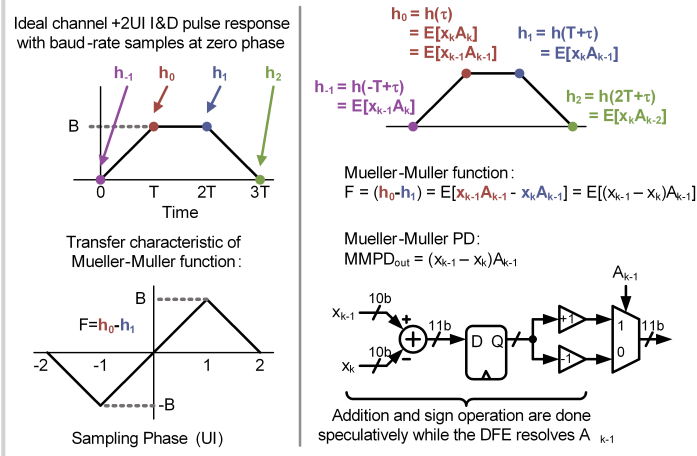 Ideal channel +2UI I&D pulse response
with baud-rate samples at zero phase
h-1 h0 h1 h2
B
0 T 2T 3T
Time
Transfer characteristic of
Mueller-Muller function:
B
F=h0-h1
-2 -1 1 2
-B
Sampling Phase (UI)
h0 = h(τ)
= E[xkAk]
= E[xk-1Ak-1]
h1 = h(T+τ)
= E[xkAk-1]
h-1 = h(-T+τ)
= E[xk-1Ak]
h2 = h(2T+τ)
= E[xkAk-2]
Mueller-Muller function:
F = (h0-h1) = E[xk-1Ak-1 - xkAk-1] = E[(xk-1 – xk)Ak-1]
Mueller-Muller PD:
MMPDout = (xk-1 – xk)Ak-1
Ak-1
xk-1 10b + 11b D Q +1 1 11b
xk 10b − -1 0
Addition and sign operation are done
speculatively while the DFE resolves A k-1